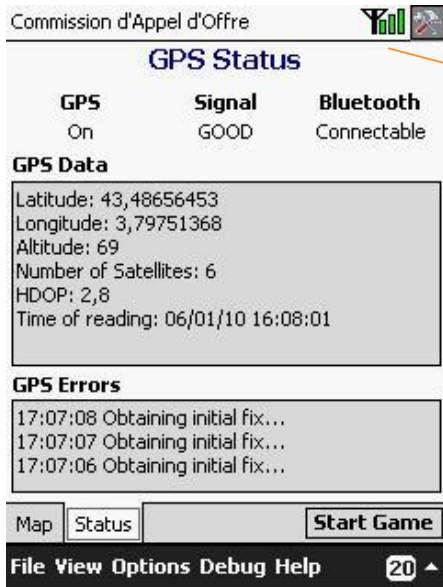 Commission d'Appel d'Offre
GPS Status
GPS Signal Bluetooth
On GOOD Connectable
GPS Data
Latitude: 43,48656453
Longitude: 3,79751368
Altitude: 69
Number of Satellites: 6
HDOP: 2,8
Time of reading: 06/01/10 16:08:01
GPS Errors
17:07:08 Obtaining initial fix...
17:07:07 Obtaining initial fix...
17:07:06 Obtaining initial fix...
Map Status Start Game
File View Options Debug Help 20